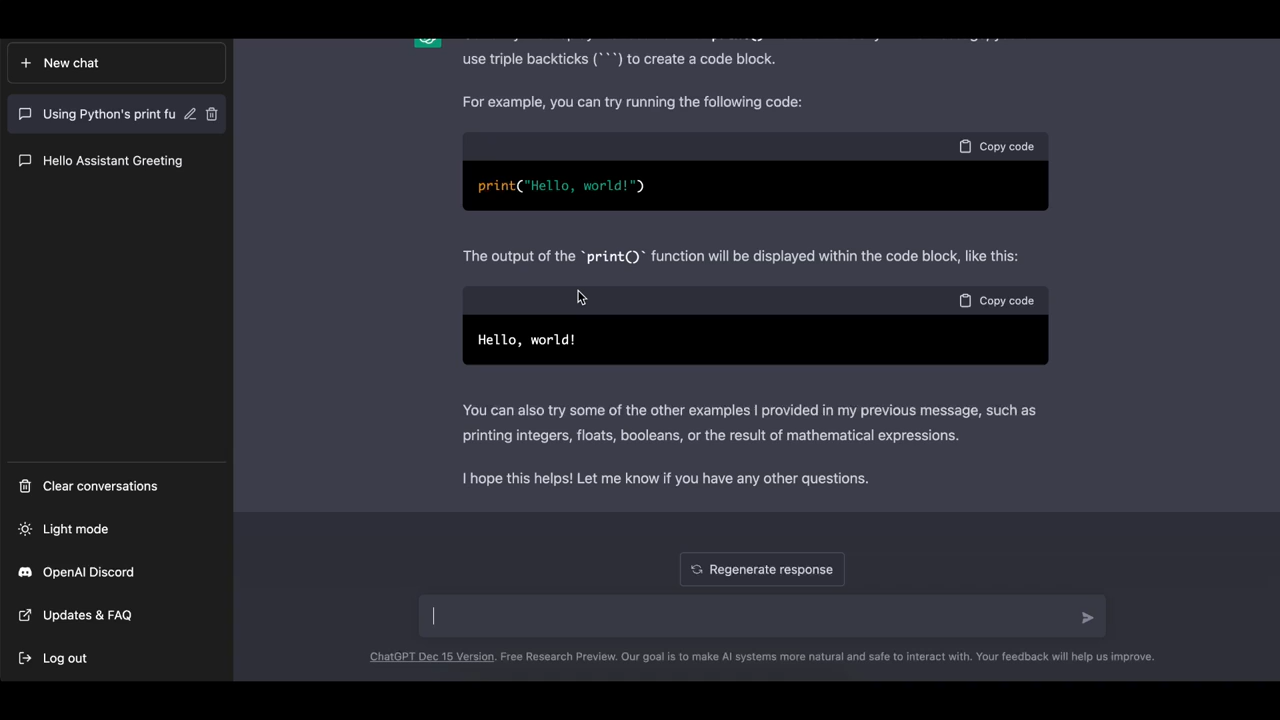 New chat
Using Python's print fu
Hello Assistant Greeting
Clear conversations
Light mode
OpenAI Discord
Updates & FAQ
Log out
use triple backticks (```) to create a code block.
For example, you can try running the following code:
Copy code
print("Hello, world!")
The output of the `print()` function will be displayed within the code block, like this:
Copy code
Hello, world!
You can also try some of the other examples I provided in my previous message, such as
printing integers, floats, booleans, or the result of mathematical expressions.
I hope this helps! Let me know if you have any other questions.
Regenerate response
ChatGPT Dec 15 Version. Free Research Preview. Our goal is to make AI systems more natural and safe to interact with. Your feedback will help us improve.